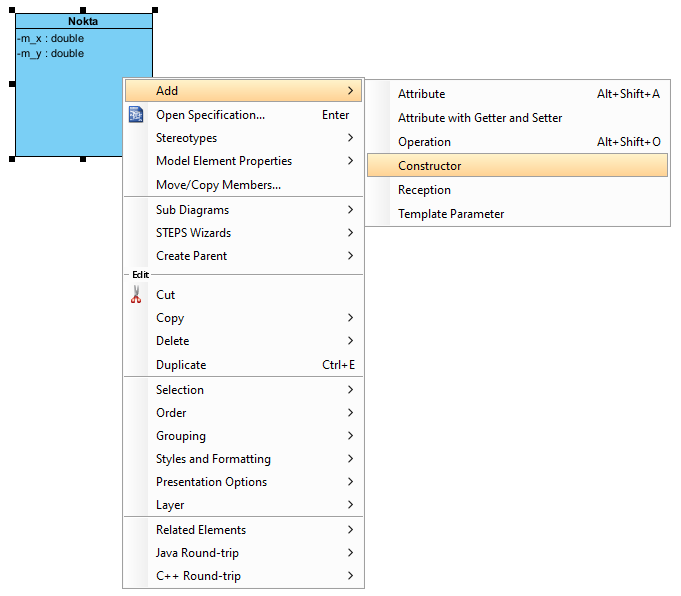 Nokta
-m_x : double
-m_y : double
Add
Open Specification... Enter
Stereotypes
Model Element Properties
Move/Copy Members...
Sub Diagrams
STEPS Wizards
Create Parent
Edit
Cut
Copy
Delete
Duplicate Ctrl+E
Selection
Order
Grouping
Styles and Formatting
Presentation Options
Layer
Related Elements
Java Round-trip
C++ Round-trip
Attribute Alt+Shift+A
Attribute with Getter and Setter
Operation Alt+Shift+O
Constructor
Reception
Template Parameter